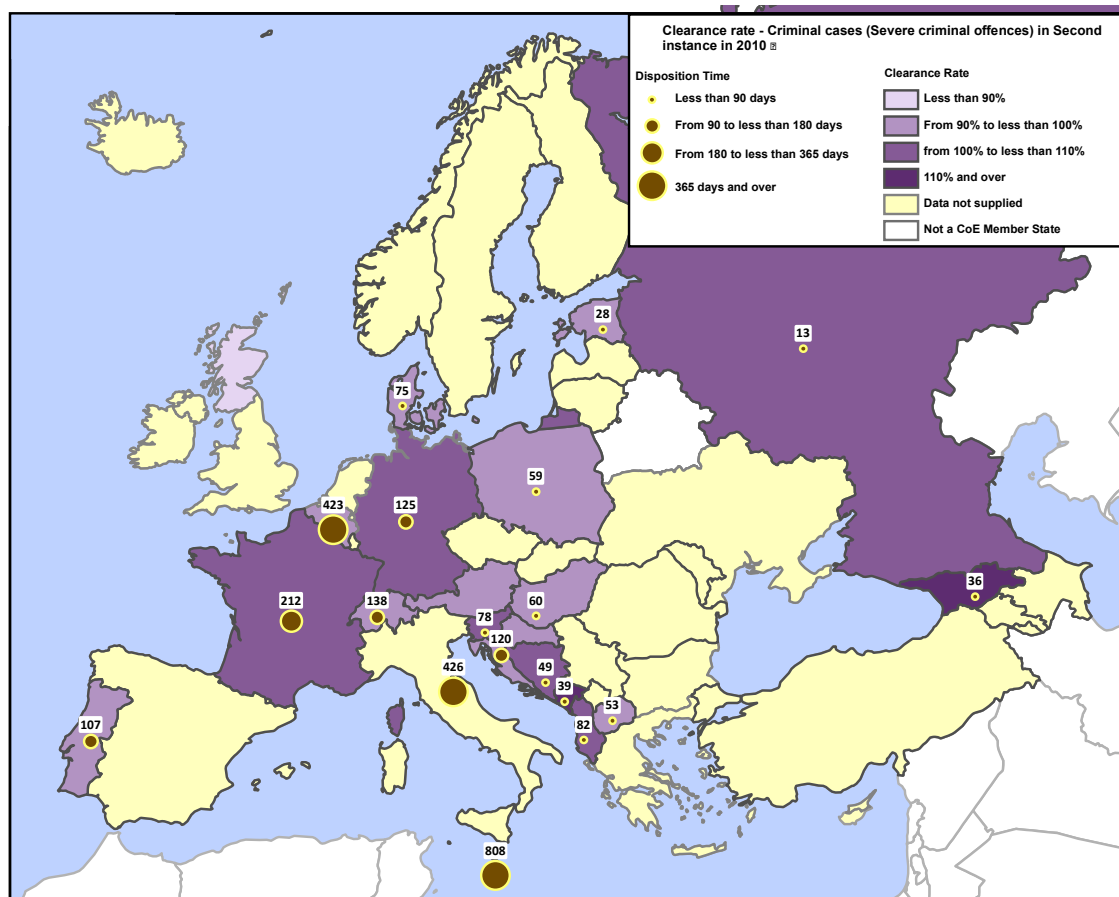 Clearance rate - Criminal cases (Severe criminal offences) in Second
instance in 2010
Disposition Time
Less than 90 days
From 90 to less than 180 days
From 180 to less than 365 days
365 days and over
Clearance Rate
Less than 90%
From 90% to less than 100%
from 100% to less than 110%
110% and over
Data not supplied
Not a CoE Member State
28
13
75
59
423
125
36
212
138
60
78
120
426
49
39
53
107
82
808